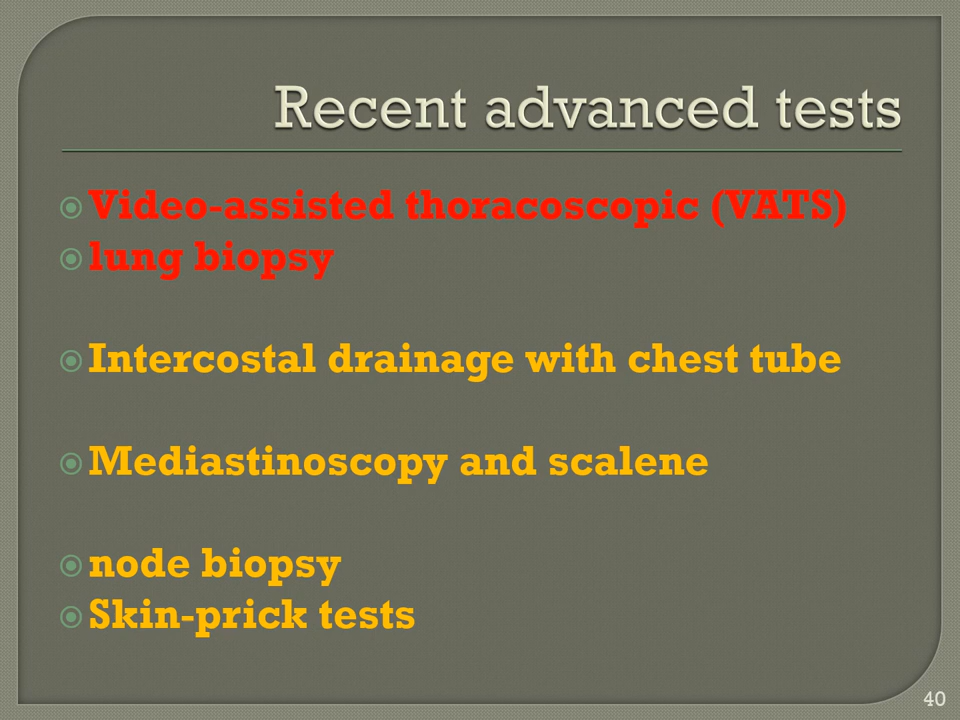 Recent advanced tests
Video-assisted thoracoscopic (VATS)
lung biopsy
Intercostal drainage with chest tube
Mediastinoscopy and scalene
node biopsy
Skin-prick tests
40